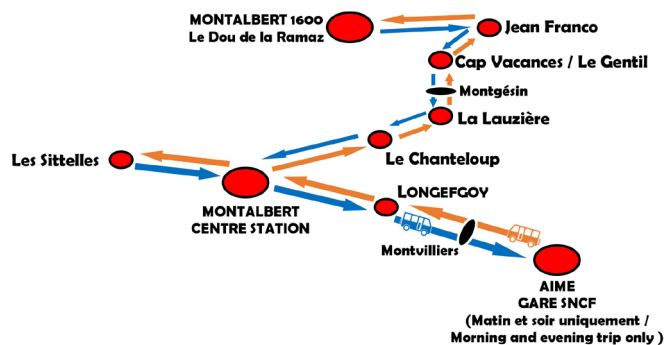 MONTALBERT 1600
Le Dou de la Ramaz
Jean Franco
Cap Vacances / Le Gentil
Montgésin
La Lauzière
Les Sittelles
Le Chanteloup
LONGEFGOY
MONTALBERT
CENTRE STATION
Montvilliers
AIME
GARE SNCF
(Matin et soir uniquement /
Morning and evening trip only )